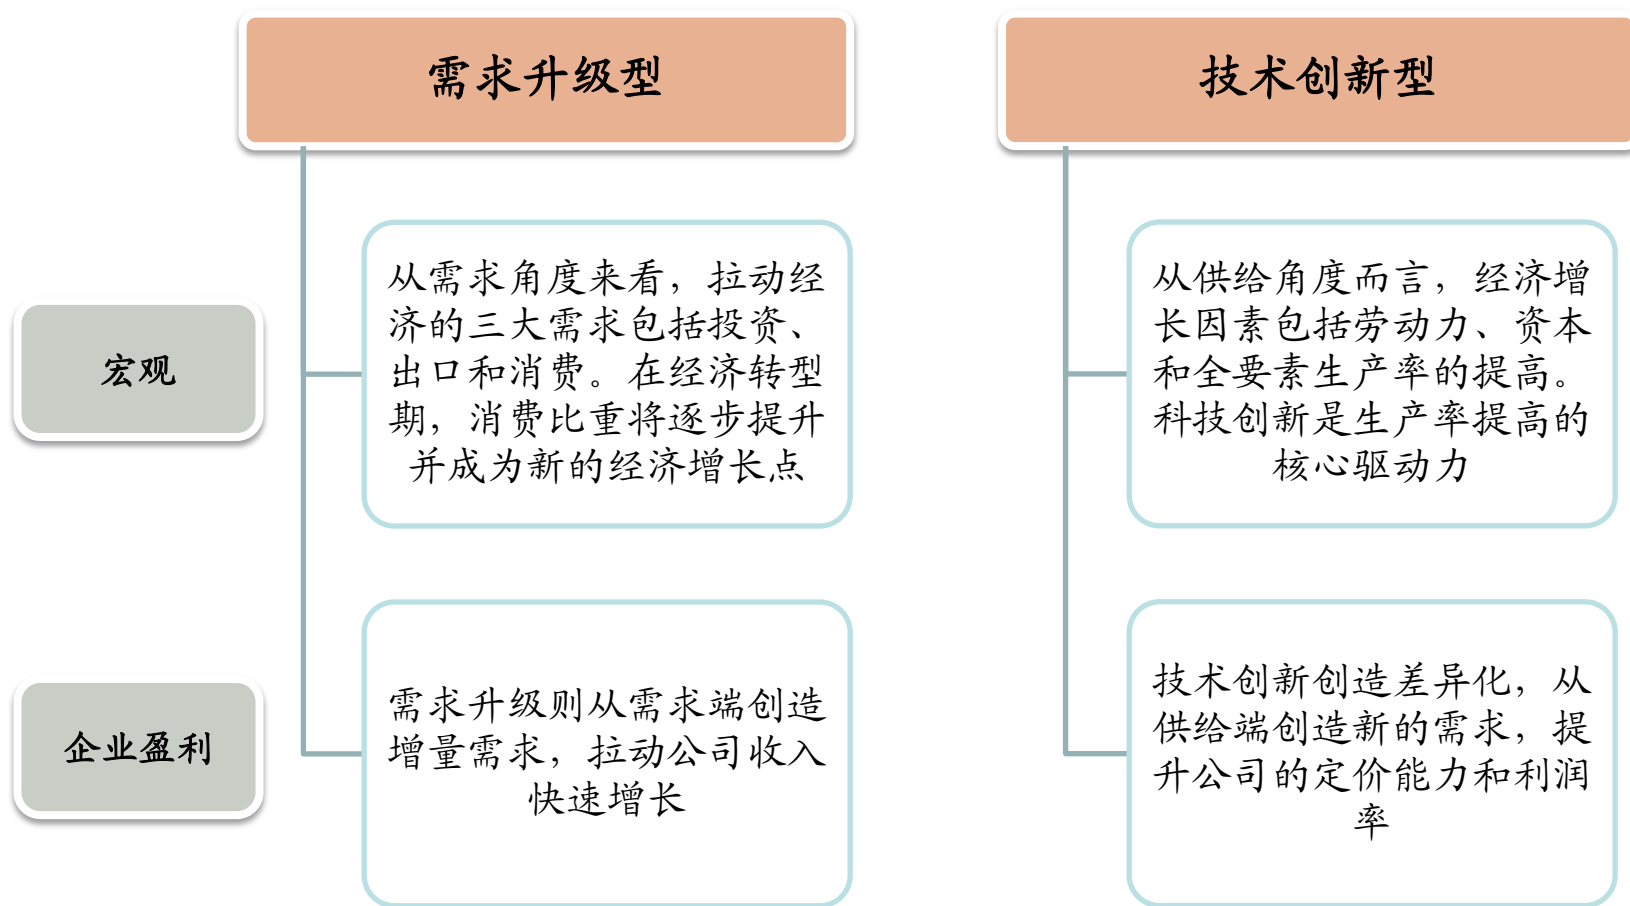 需求升级型
技术创新型
宏观
从需求角度来看，拉动经
济的三大需求包括投资、
出口和消费。在经济转型
期，消费比重将逐步提升
并成为新的经济增长点
从供给角度而言，经济增
长因素包括劳动力、资本
和全要素生产率的提高。
科技创新是生产率提高的
核心驱动力
企业盈利
需求升级则从需求端创造
增量需求，拉动公司收入
快速增长
技术创新创造差异化，从
供给端创造新的需求，提
升公司的定价能力和利润
率